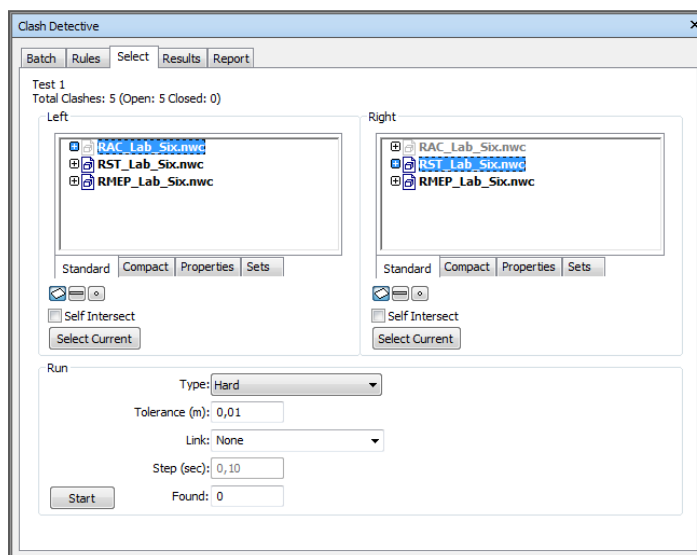 Clash Detective
Batch Rules Select Results Report
Test 1
Total Clashes: 5 (Open: 5 Closed: 0)
Left
RAC_Lab_Six.nwc
RST_Lab_Six.nwc
RMEP_Lab_Six.nwc
Standard Compact Properties Sets
Self Intersect
Select Current
Right
RAC_Lab_Six.nwc
RST_Lab_Six.nwc
RMEP_Lab_Six.nwc
Standard Compact Properties Sets
Self Intersect
Select Current
Run
Type: Hard
Tolerance (m): 0,01
Link: None
Step (sec): 0,10
Start Found: 0